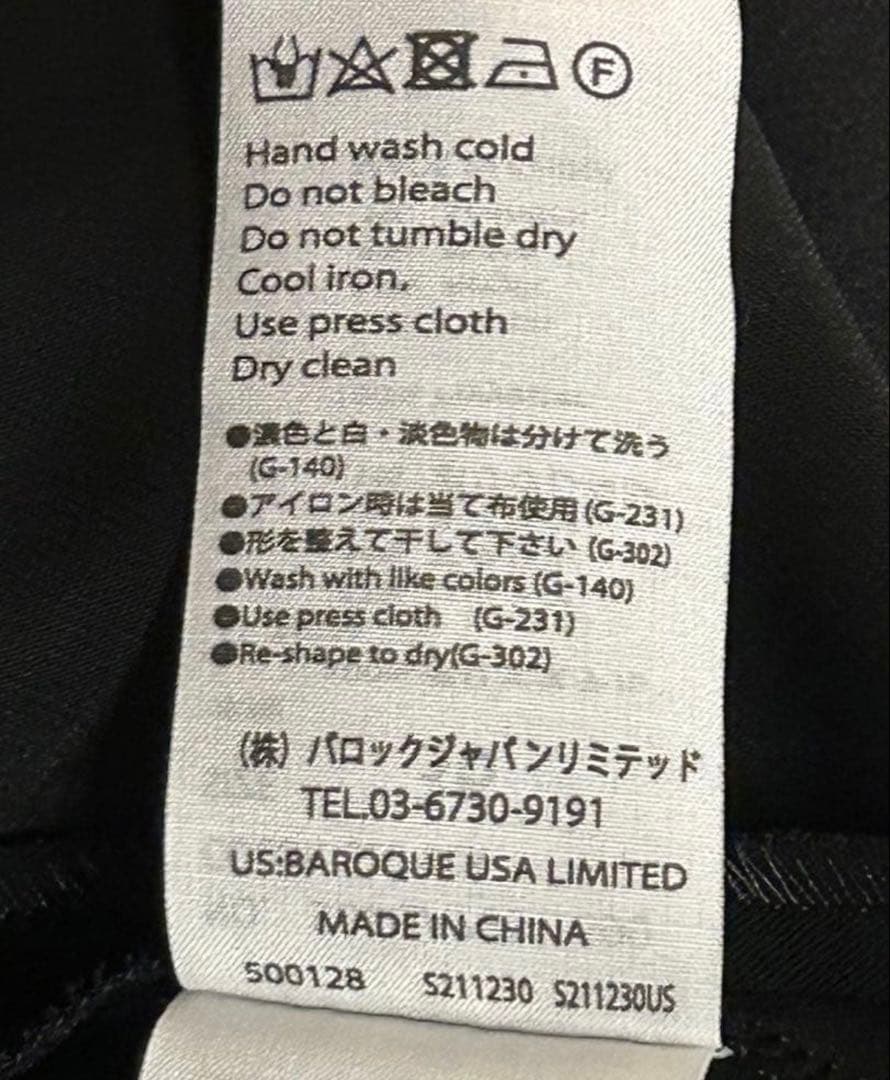 F
Hand wash cold
Do not bleach
Do not tumble dry
Cool iron,
Use press cloth
Dry clean
●濃色と白・淡色物は分けて洗う
(G-140)
●アイロン時は当て布使用(G-231)
●形を整えて干して下さい (G-302)
●Wash with like colors (G-140)
●Use press cloth (G-231)
●Re-shape to dry(G-302)
(株) バロックジャパンリミテッド
TEL.03-6730-9191
US:BAROQUE USA LIMITED
MADE IN CHINA
500128 S211230 S211230US